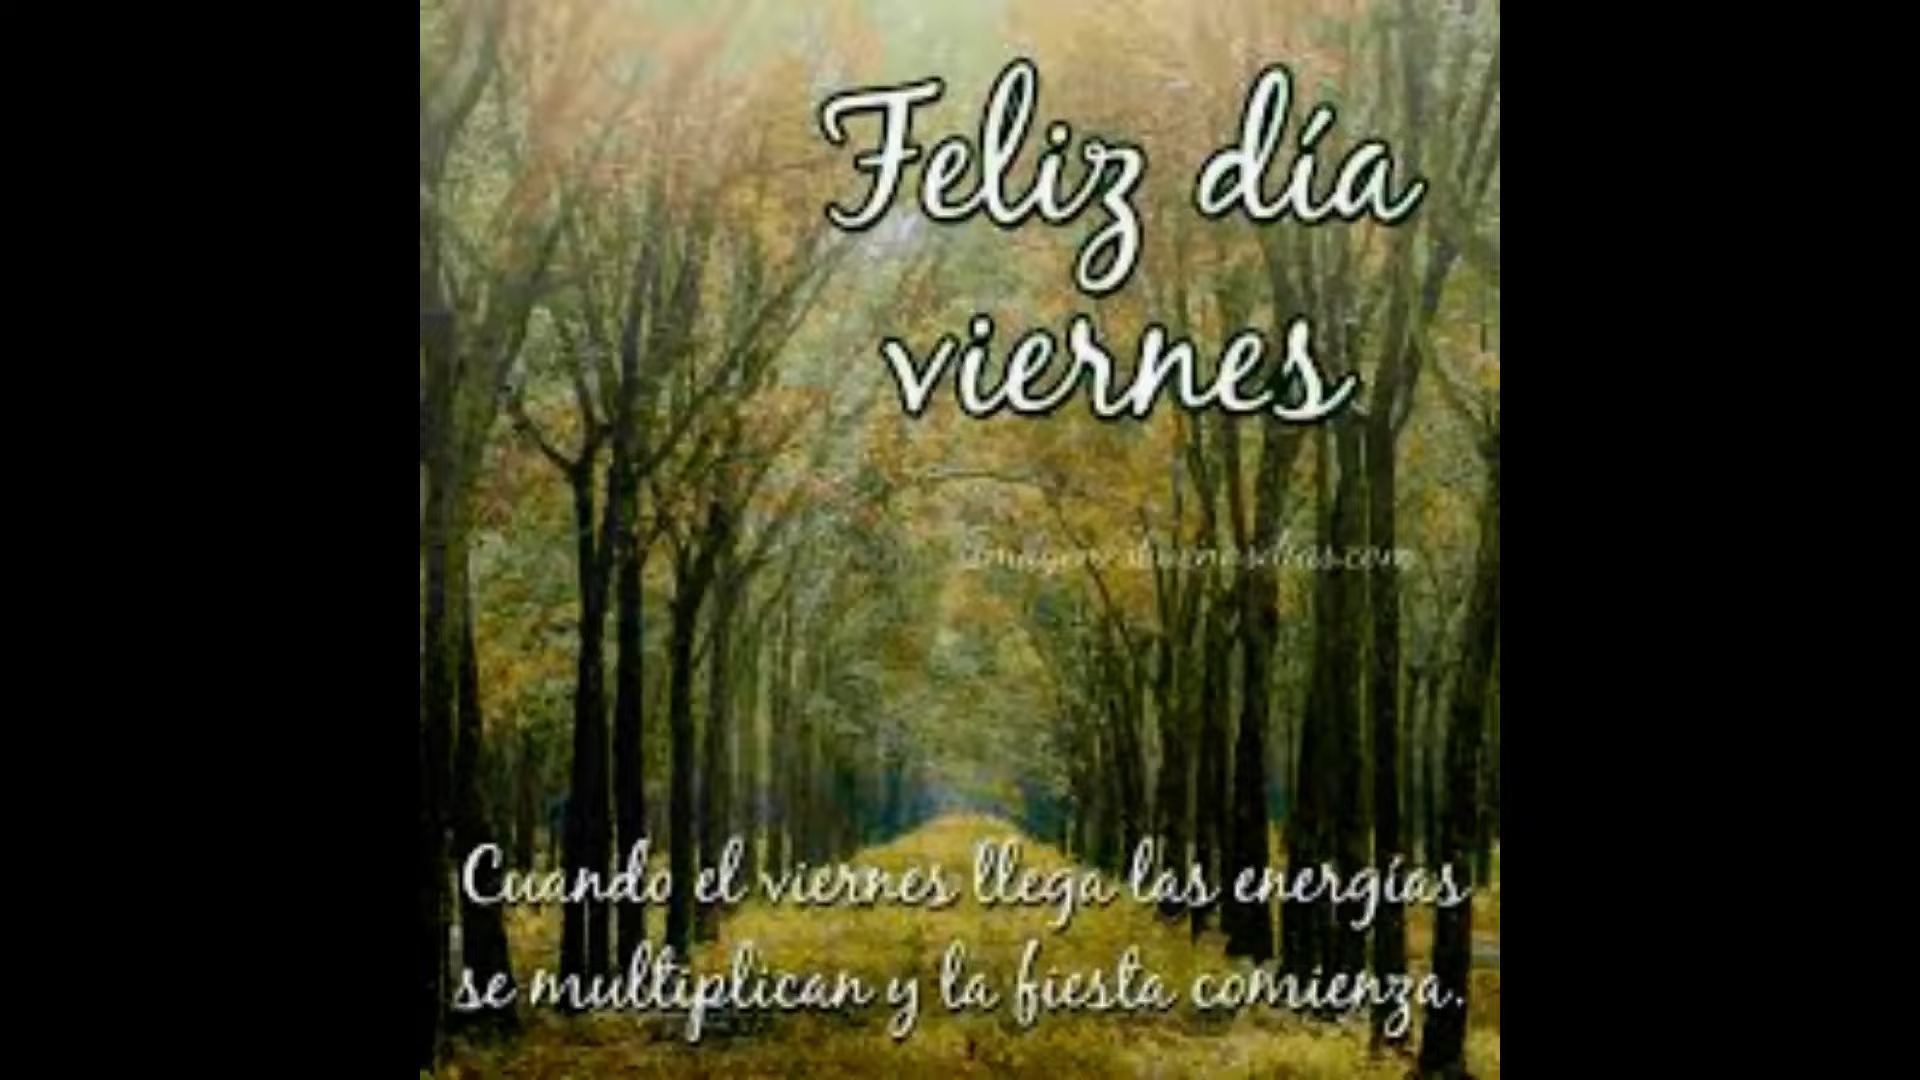 Feliz día
viernes
Cuando el viernes llega las energías
se multiplican y la fiesta comienza.